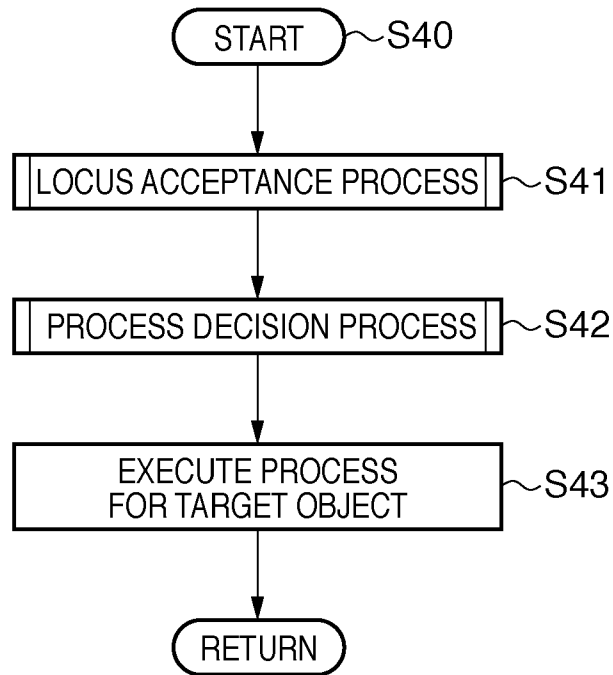 START
S40
LOCUS ACCEPTANCE PROCESS
S41
PROCESS DECISION PROCESS
S42
EXECUTE PROCESS
FOR TARGET OBJECT
S43
RETURN